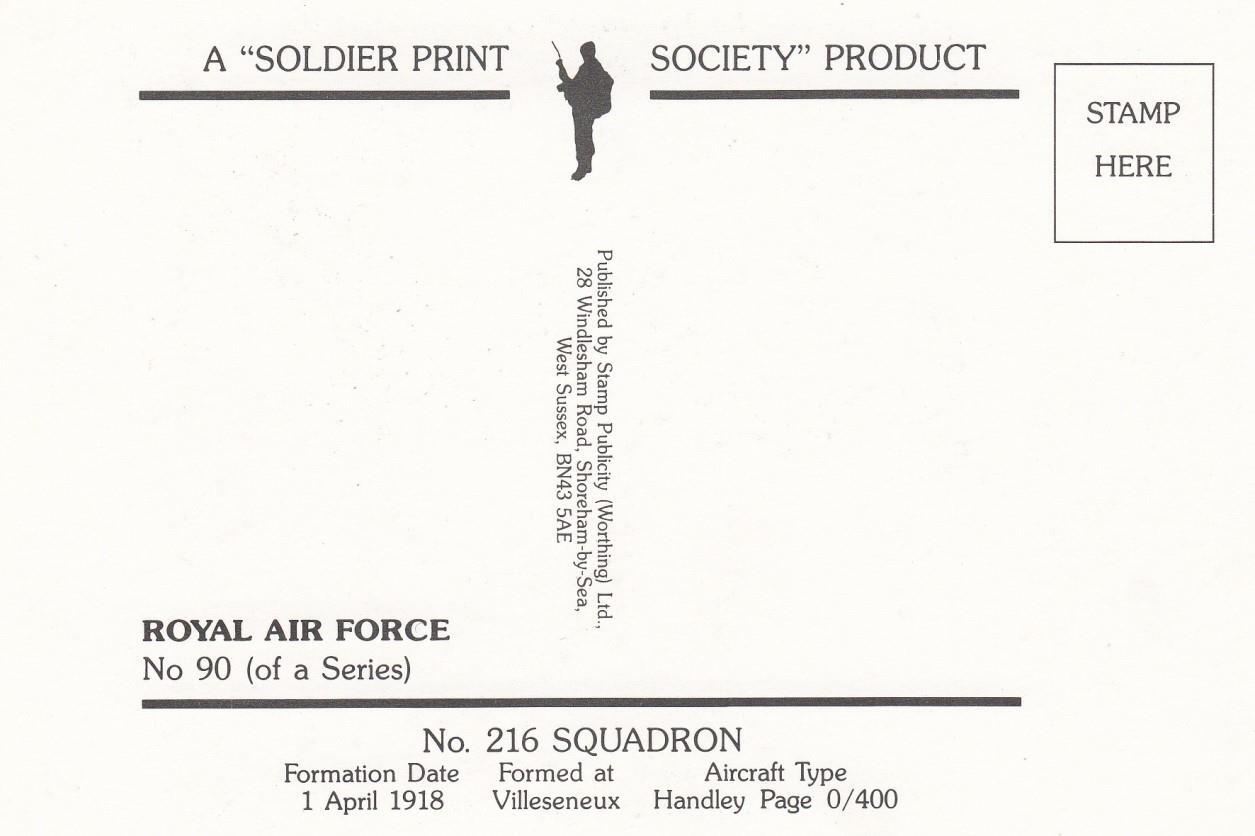 A “SOLDIER PRINT SOCIETY” PRODUCT
STAMP
HERE
Published by Stamp Publicity (Worthing) Ltd.,
28 Windlesham Road, Shoreham-by-Sea,
West Sussex, BN43 5AE
ROYAL AIR FORCE
No 90 (of a Series)
No. 216 SQUADRON
Formation Date Formed at Aircraft Type
1 April 1918 Villeseneux Handley Page 0/400